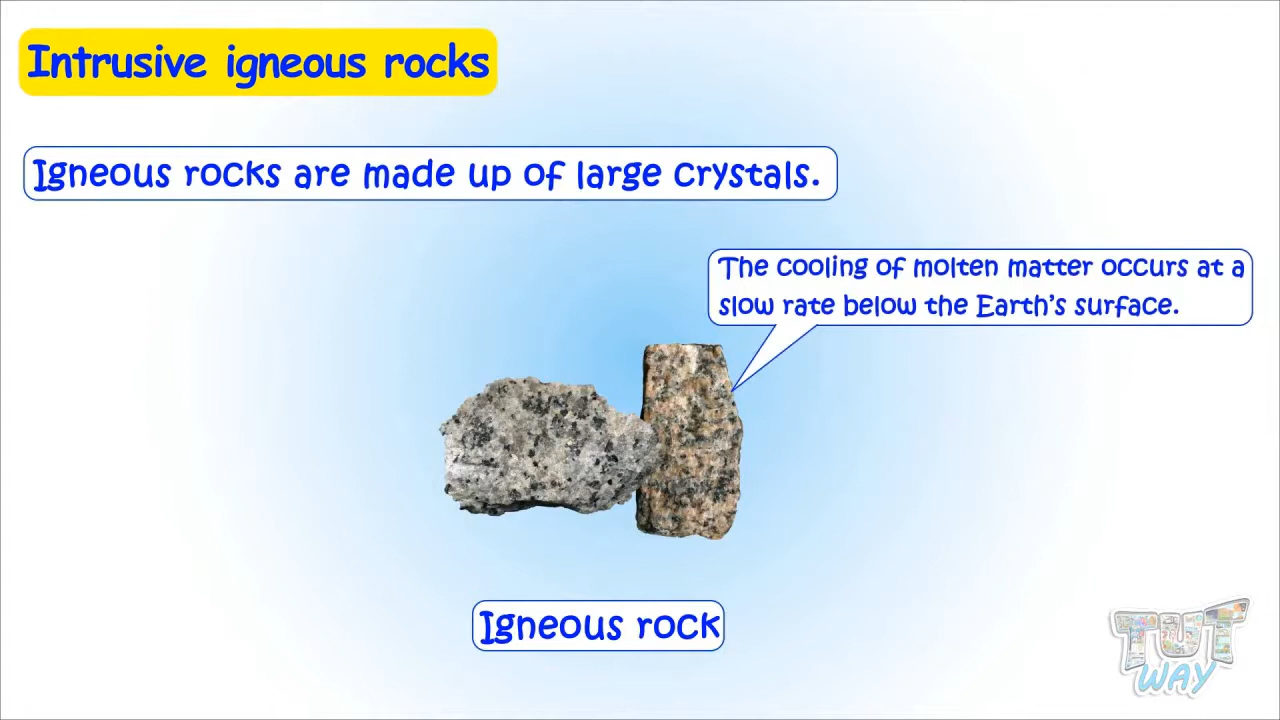 Intrusive igneous rocks
Igneous rocks are made up of large crystals.
The cooling of molten matter occurs at a
slow rate below the Earth's surface.
Igneous rock
TUT
WAY